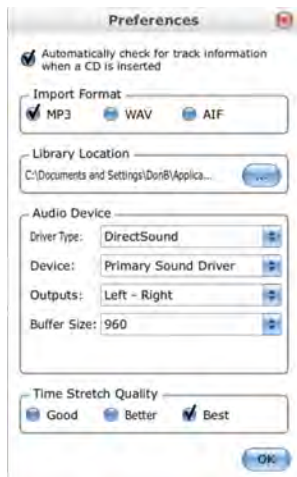 Preferences
Automatically check for track information
when a CD is inserted
Import Format
MP3 WAV AIF
Library Location
C:\Documents and Settings\DonB\Applica... ...
Audio Device
Driver Type: DirectSound
Device: Primary Sound Driver
Outputs: Left - Right
Buffer Size: 960
Time Stretch Quality
Good Better Best
OK